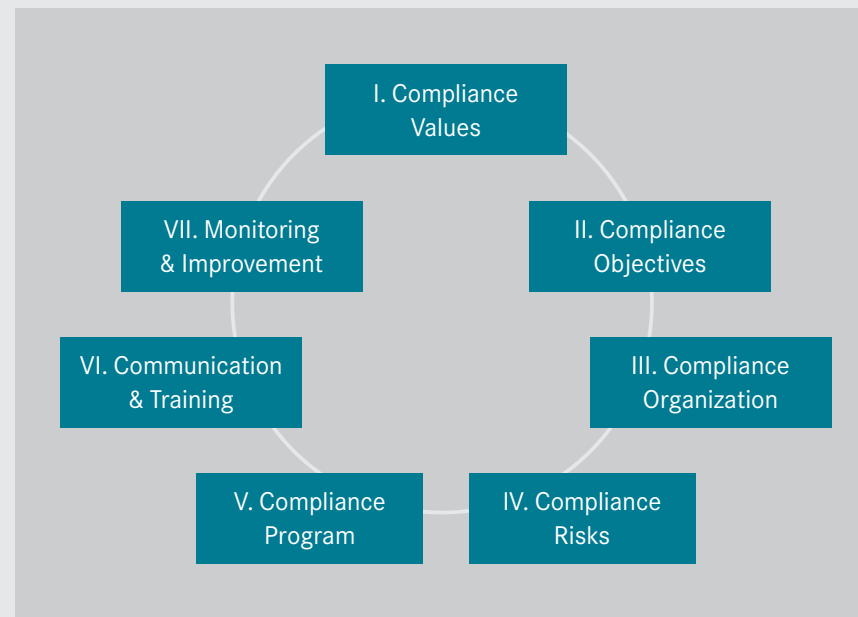 I. Compliance
Values
II. Compliance
Objectives
III. Compliance
Organization
IV. Compliance
Risks
V. Compliance
Program
VI. Communication
& Training
VII. Monitoring
& Improvement